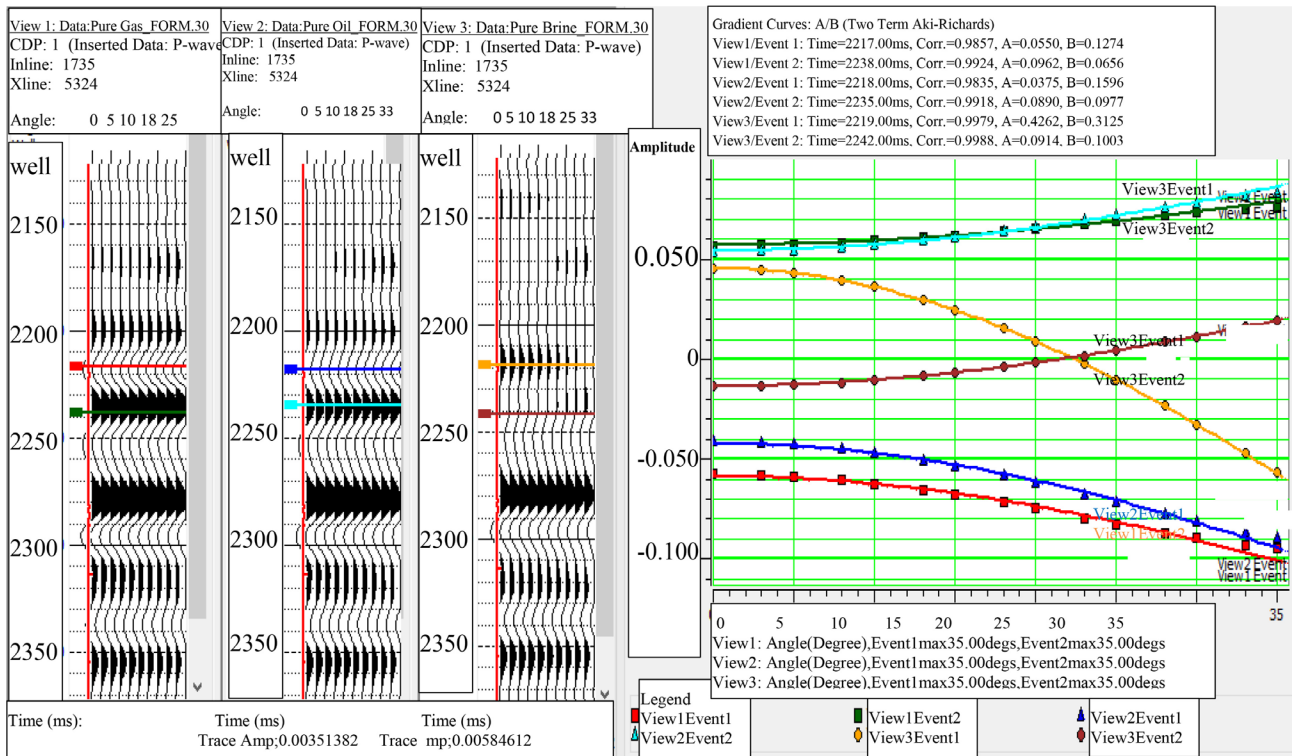 View 1: Data:Pure Gas_FORM.30
CDP: 1 (Inserted Data: P-wave)
Inline: 1735
Xline: 5324
Angle: 0 5 10 18 25
View 2: Data:Pure Oil_FORM.30
CDP: 1 (Inserted Data: P-wave)
Inline: 1735
Xline: 5324
Angle: 0 5 10 18 25 33
View 3: Data:Pure Brine_FORM.30
CDP: 1 (Inserted Data: P-wave)
Inline: 1735
Xline: 5324
Angle: 0 5 10 18 25 33
Gradient Curves: A/B (Two Term Aki-Richards)
View1/Event 1: Time=2217.00ms, Corr.=0.9857, A=0.0550, B=0.1274
View1/Event 2: Time=2238.00ms, Corr.=0.9924, A=0.0962, B=0.0656
View2/Event 1: Time=2218.00ms, Corr.=0.9835, A=0.0375, B=0.1596
View2/Event 2: Time=2235.00ms, Corr.=0.9918, A=0.0890, B=0.0977
View3/Event 1: Time=2219.00ms, Corr.=0.9979, A=0.4262, B=0.3125
View3/Event 2: Time=2242.00ms, Corr.=0.9988, A=0.0914, B=0.1003
well
2150
2200
2250
2300
2350
well
2150
2200
2250
2300
2350
well
2150
2200
2250
2300
2350
Amplitude
0.050
0
-0.050
-0.100
View3Event1
View3Event2
View1 Event
View3Event1
View3Event2
View2Event1
View1Event2
View2 Event
View1 Event
0 5 10 15 20 25 30
35
View1: Angle(Degree),Event1max35.00degs,Event2max35.00degs
View2: Angle(Degree),Event1max35.00degs,Event2max35.00degs
View3: Angle(Degree),Event1max35.00degs,Event2max35.00degs
Legend
View1Event1
View1Event2
View2Event1
View2Event2
View3Event1
View3Event2
Time (ms):
Time (ms)
Trace Amp;0.00351382
Time (ms)
Trace mp;0.00584612